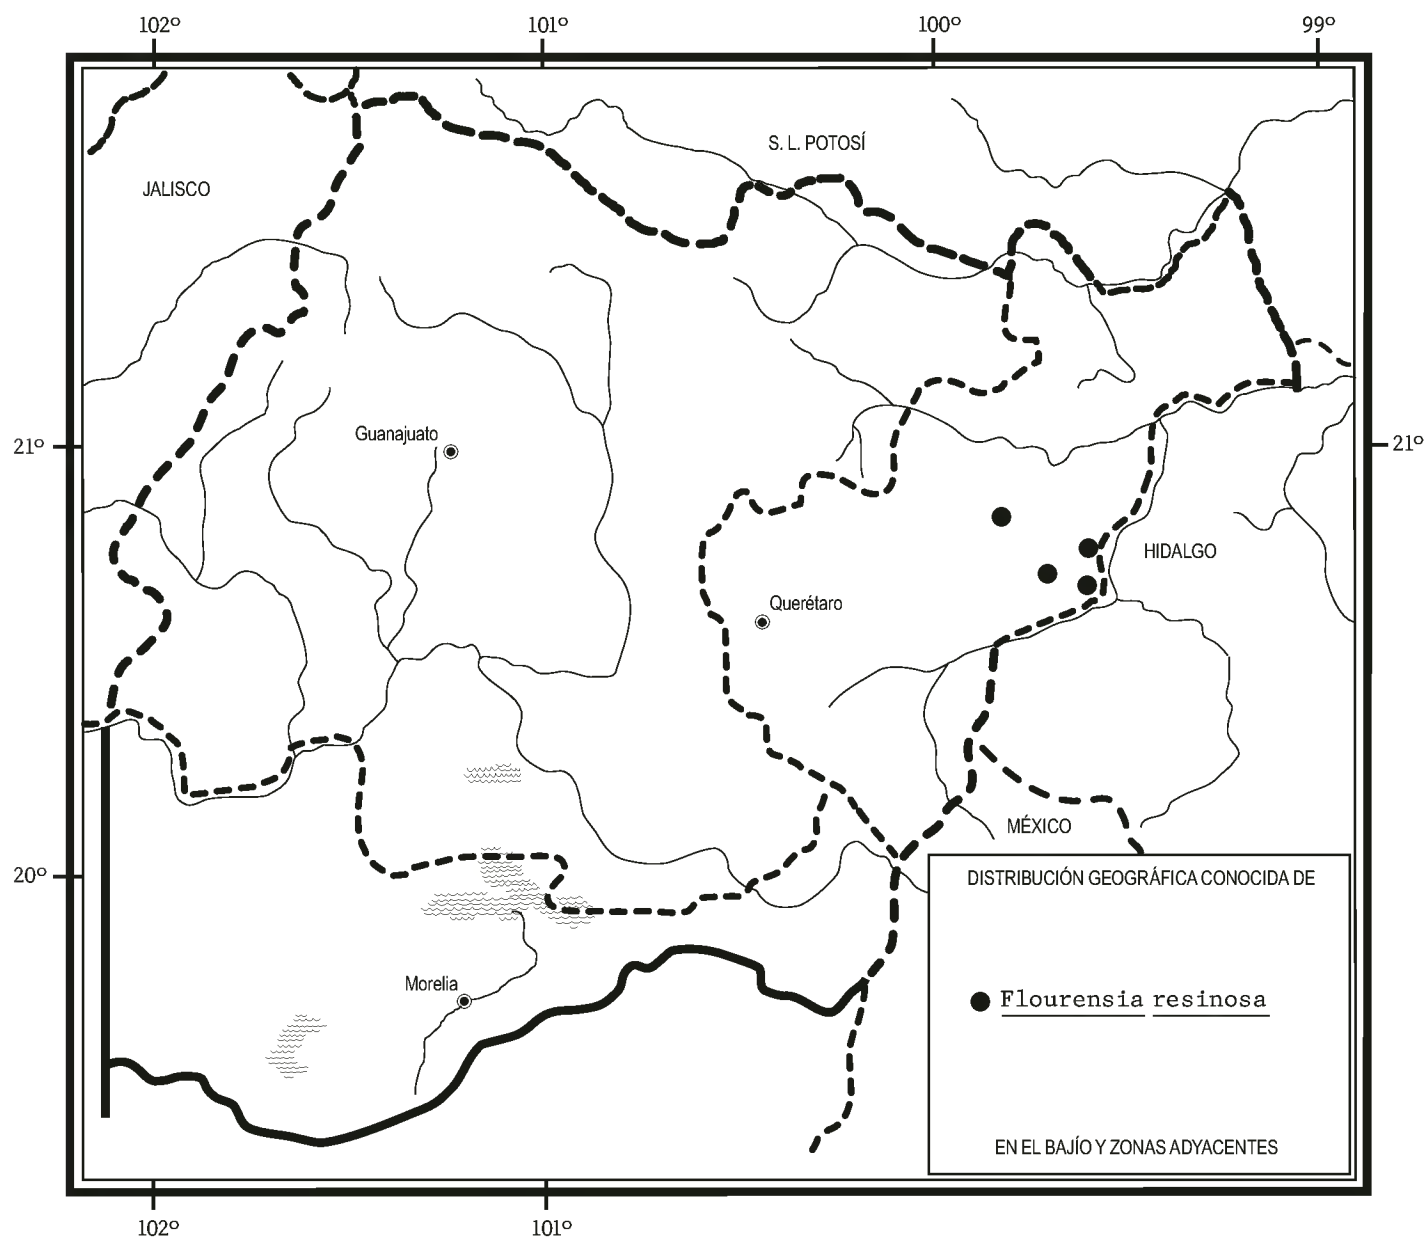 102º 101º 100º 99º
S. L. POTOSÍ
JALISCO
Guanajuato
21º 21º
HIDALGO
Querétaro
MÉXICO
20º
DISTRIBUCIÓN GEOGRÁFICA CONOCIDA DE
Morelia
Flourensia resinosa
EN EL BAJÍO Y ZONAS ADYACENTES
102º 101º